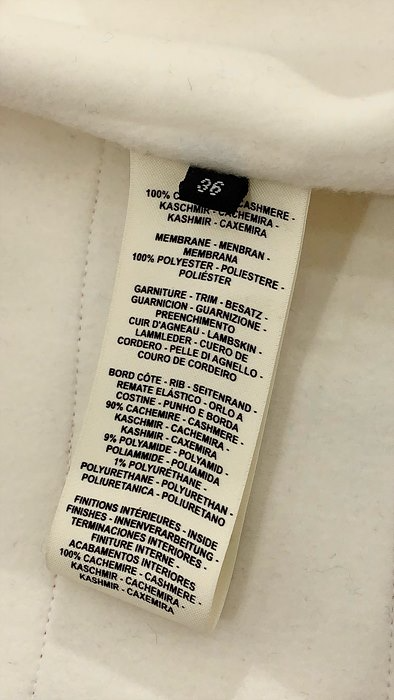 36
100% CASHMERE -
KASCHMIR - CACHEMIRA -
KASHMIR - CAXEMIRA
MEMBRANE - MENBRAN -
MEMBRANA
100% POLYESTER - POLIESTERE -
POLIÉSTER
GARNITURE - TRIM - BESATZ -
GUARNICION - GUARNIZIONE -
PREENCHIMENTO
CUIR D'AGNEAU - LAMBSKIN -
LAMMLEDER - CUERO DE
CORDERO - PELLE DI AGNELLO -
COURO DE CORDEIRO
BORD CÔTE - RIB - SEITENRAND -
REMATE ELÁSTICO - ORLO A
COSTINE - PUNHO E BORDA
90% CACHEMIRE - CASHMERE -
KASCHMIR - CACHEMIRA -
KASHMIR - CAXEMIRA
9% POLYAMIDE - POLYAMID -
POLIAMMIDE - POLIAMIDA
1% POLYURÉTHANE -
POLYURETHANE - POLYURETHAN -
POLIURETANICA - POLIURETANO
FINITIONS INTÉRIEURES - INSIDE
FINISHES - INNENVERARBEITUNG -
TERMINACIONES INTERIORES -
FINITURE INTERNE -
ACABAMENTOS INTERIORES
100% CACHEMIRE - CASHMERE -
KASCHMIR - CACHEMIRA -
KASHMIR - CAXEMIRA